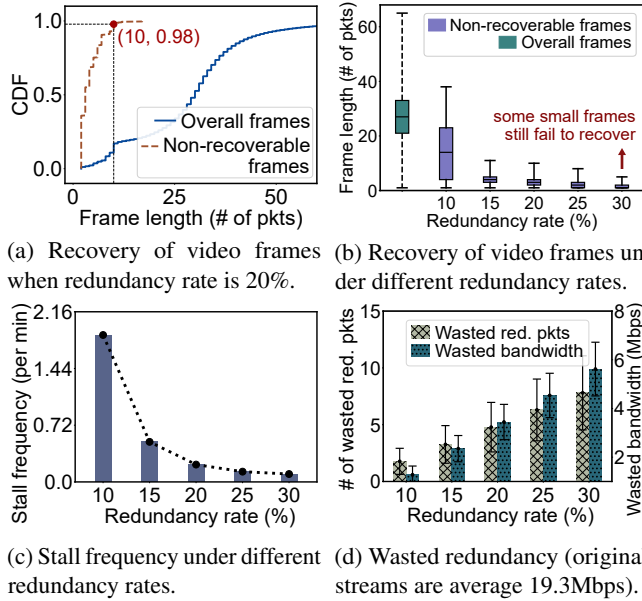 CDF
1.0
0.5
0.0
(10, 0.98)
Overall frames
Non-recoverable
frames
0
25
50
Frame length (# of pkts)
(a) Recovery of video frames
when redundancy rate is 20%.
Frame length (# of pkts)
60
40
20
0
Non-recoverable frames
Overall frames
some small frames
still fail to recover
10 15 20 25 30
Redundancy rate (%)
(b) Recovery of video frames un
der different redundancy rates.
Stall frequency (per min)
2.16
1.44
0.72
0.0
10 15 20 25 30
Redundancy rate (%)
(c) Stall frequency under different
redundancy rates.
# of wasted red. pkts
15
10
5
0
Wasted red. pkts
Wasted bandwidth
8
6
4
2
Wasted bandwidth (Mbps)
10 15 20 25 30
Redundancy rate (%)
(d) Wasted redundancy (origina
streams are average 19.3Mbps).